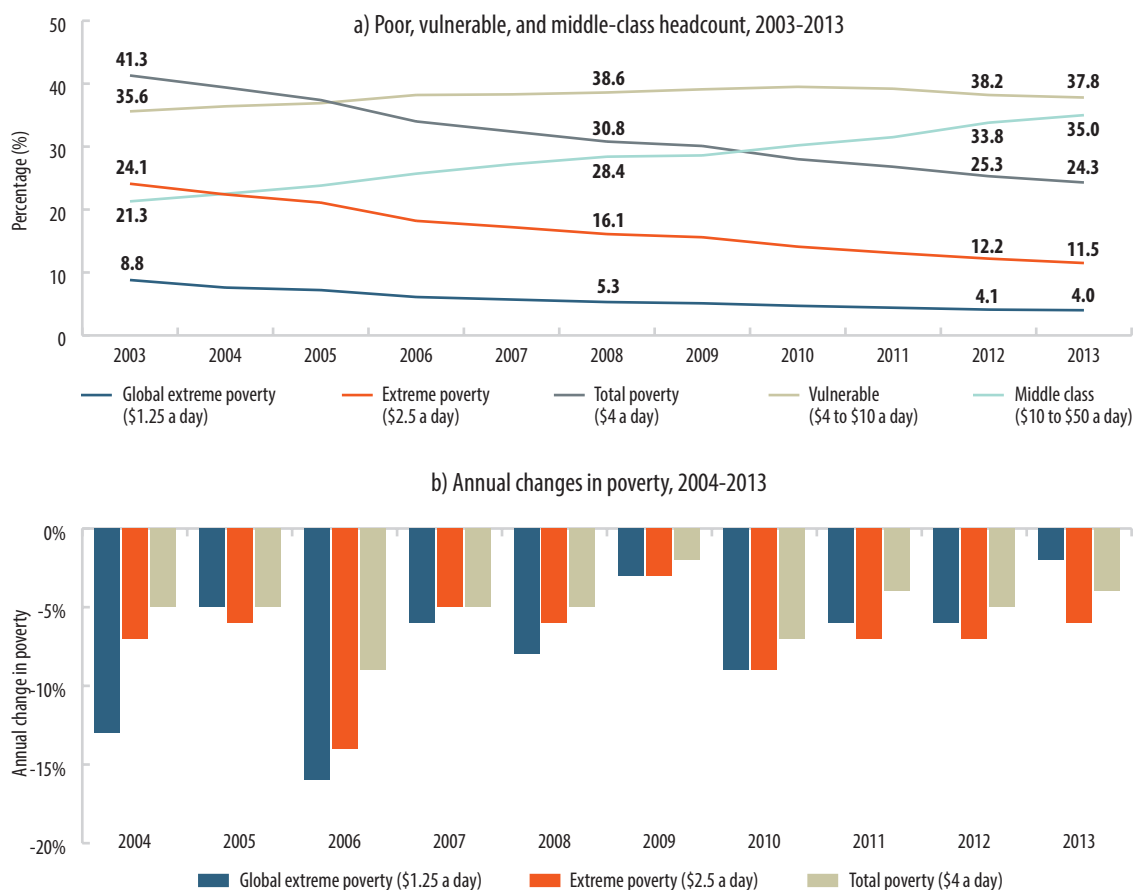 a) Poor, vulnerable, and middle-class headcount, 2003-2013
Percentage (%)
50
40
30
20
10
0
41.3
35.6
24.1
21.3
8.8
38.6
30.8
28.4
16.1
5.3
38.2
33.8
25.3
12.2
4.1
37.8
35.0
24.3
11.5
4.0
2003 2004 2005 2006 2007 2008 2009 2010 2011 2012 2013
Global extreme poverty
($1.25 a day)
Extreme poverty
($2.5 a day)
Total poverty
($4 a day)
Vulnerable
($4 to $10 a day)
Middle class
($10 to $50 a day)
b) Annual changes in poverty, 2004-2013
Annual change in poverty
0%
-5%
-10%
-15%
-20%
2004 2005 2006 2007 2008 2009 2010 2011 2012 2013
Global extreme poverty ($1.25 a day) Extreme poverty ($2.5 a day) Total poverty ($4 a day)